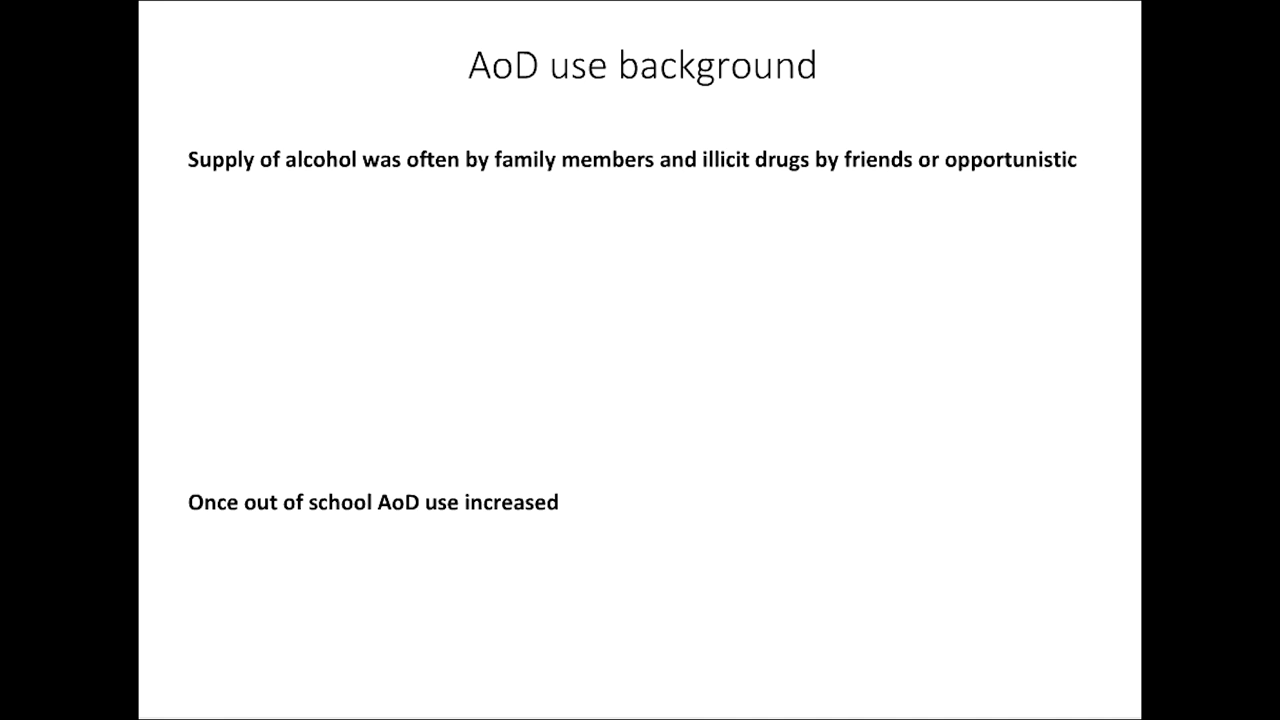 AoD use background
Supply of alcohol was often by family members and illicit drugs by friends or opportunistic
Once out of school AoD use increased